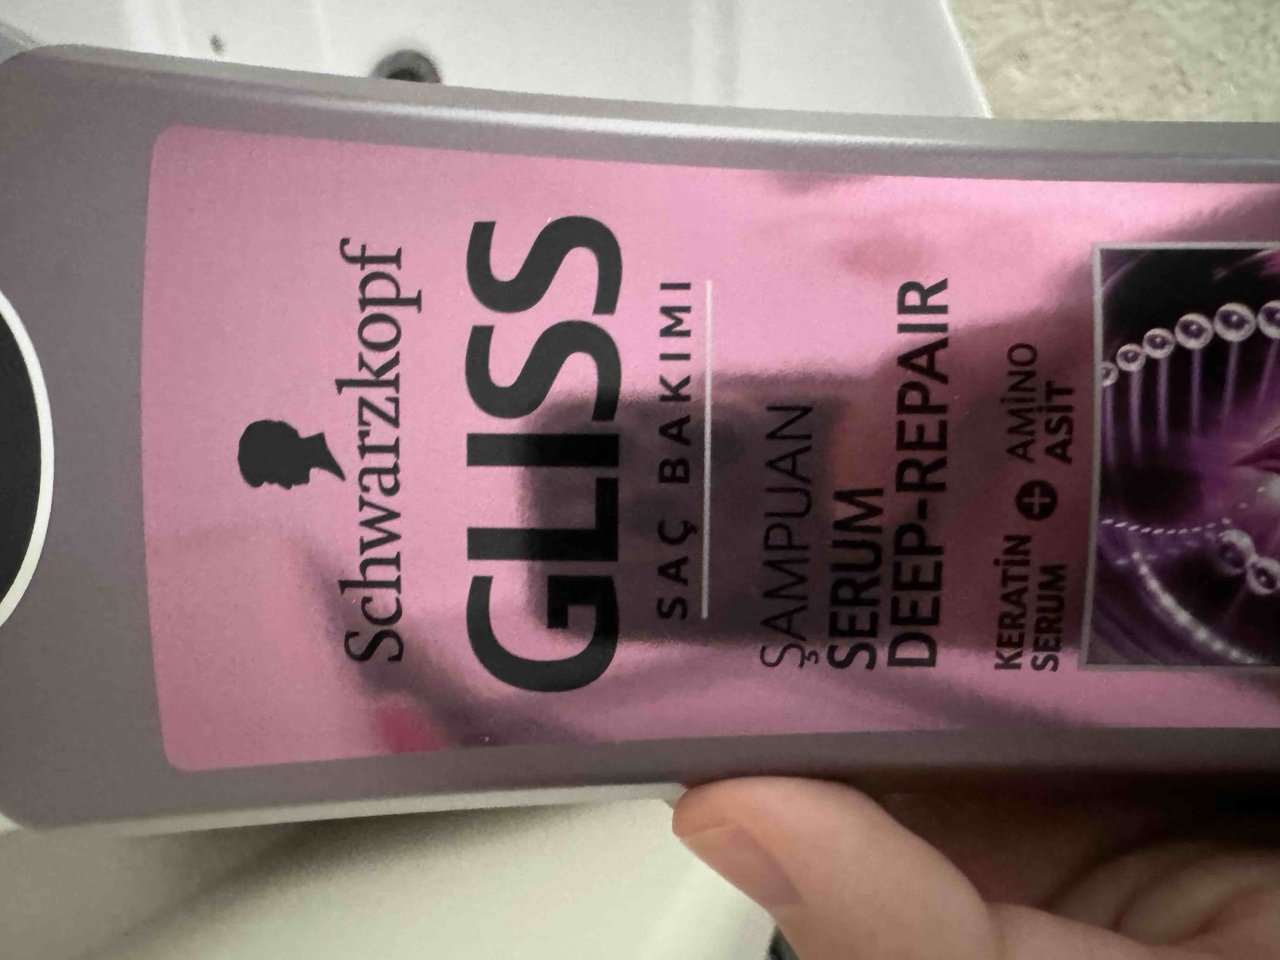 Schwarzkopf
GLISS
SAÇ BAKIMI
ŞAMPUAN
SERUM
DEEP-REPAIR
KERATİN + AMİNO
SERUM ASİT